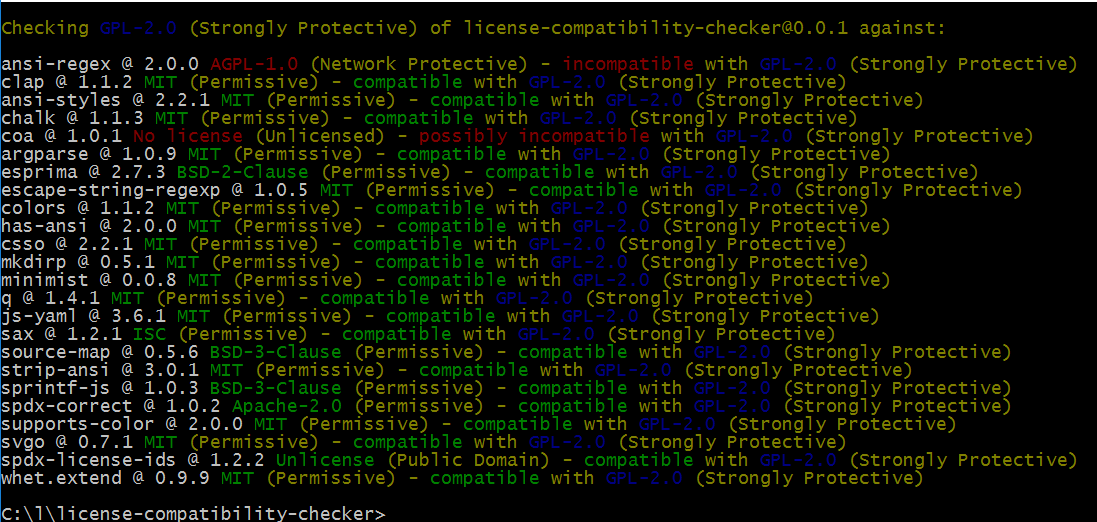 Checking GPL-2.0 (Strongly Protective) of license-compatibility-checker@0.0.1 against:
ansi-regex @ 2.0.0 AGPL-1.0 (Network Protective) - incompatible with GPL-2.0 (Strongly Protective)
clap @ 1.1.2 MIT (Permissive) - compatible with GPL-2.0 (Strongly Protective)
ansi-styles @ 2.2.1 MIT (Permissive) - compatible with GPL-2.0 (Strongly Protective)
chalk @ 1.1.3 MIT (Permissive) - compatible with GPL-2.0 (Strongly Protective)
coa @ 1.0.1 No license (Unlicensed) - possibly incompatible with GPL-2.0 (Strongly Protective)
argparse @ 1.0.9 MIT (Permissive) - compatible with GPL-2.0 (Strongly Protective)
esprima @ 2.7.3 BSD-2-Clause (Permissive) - compatible with GPL-2.0 (Strongly Protective)
escape-string-regexp @ 1.0.5 MIT (Permissive) - compatible with GPL-2.0 (Strongly Protective)
colors @ 1.1.2 MIT (Permissive) - compatible with GPL-2.0 (Strongly Protective)
has-ansi @ 2.0.0 MIT (Permissive) - compatible with GPL-2.0 (Strongly Protective)
csso @ 2.2.1 MIT (Permissive) - compatible with GPL-2.0 (Strongly Protective)
mkdirp @ 0.5.1 MIT (Permissive) - compatible with GPL-2.0 (Strongly Protective)
minimist @ 0.0.8 MIT (Permissive) - compatible with GPL-2.0 (Strongly Protective)
q @ 1.4.1 MIT (Permissive) - compatible with GPL-2.0 (Strongly Protective)
js-yaml @ 3.6.1 MIT (Permissive) - compatible with GPL-2.0 (Strongly Protective)
sax @ 1.2.1 ISC (Permissive) - compatible with GPL-2.0 (Strongly Protective)
source-map @ 0.5.6 BSD-3-Clause (Permissive) - compatible with GPL-2.0 (Strongly Protective)
strip-ansi @ 3.0.1 MIT (Permissive) - compatible with GPL-2.0 (Strongly Protective)
sprintf-js @ 1.0.3 BSD-3-Clause (Permissive) - compatible with GPL-2.0 (Strongly Protective)
spdx-correct @ 1.0.2 Apache-2.0 (Permissive) - compatible with GPL-2.0 (Strongly Protective)
supports-color @ 2.0.0 MIT (Permissive) - compatible with GPL-2.0 (Strongly Protective)
svgo @ 0.7.1 MIT (Permissive) - compatible with GPL-2.0 (Strongly Protective)
spdx-license-ids @ 1.2.2 Unlicense (Public Domain) - compatible with GPL-2.0 (Strongly Protective)
whet.extend @ 0.9.9 MIT (Permissive) - compatible with GPL-2.0 (Strongly Protective)
C:\l\license-compatibility-checker>